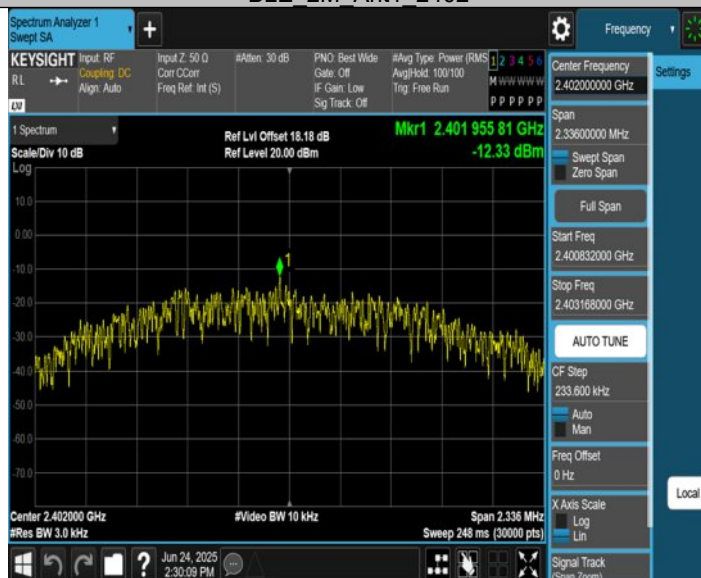 Spectrum Analyzer 1
Swept SA
+
Frequency
KEYSIGHT
Input: RF
Input Z: 50 Ω
#Atten: 30 dB
PNO: Best Wide
#Avg Type: Power (RMS
1 2 3 4 5 6
RL
Coupling: DC
Corr CCorr
Gate: Off
Avg|Hold: 100/100
M W W W W W
Align: Auto
Freq Ref: Int (S)
IF Gain: Low
Trig: Free Run
Sig Track: Off
P P P P P P
LXI
1 Spectrum
Ref Lvl Offset 18.18 dB
Mkr1 2.401 955 81 GHz
Scale/Div 10 dB
Ref Level 20.00 dBm
-12.33 dBm
Log
10.0
0.00
-10.0
-20.0
-30.0
-40.0
-50.0
-60.0
-70.0
1
Center 2.402000 GHz
#Video BW 10 kHz
Span 2.336 MHz
#Res BW 3.0 kHz
Sweep 248 ms (30000 pts)
?
Jun 24, 2025
2:30:09 PM
Center Frequency
2.402000000 GHz
Settings
Span
2.33600000 MHz
Swept Span
Zero Span
Full Span
Start Freq
2.400832000 GHz
Stop Freq
2.403168000 GHz
AUTO TUNE
CF Step
233.600 kHz
Auto
Man
Freq Offset
0 Hz
Local
X Axis Scale
Log
Lin
Signal Track
(Span Zoom)